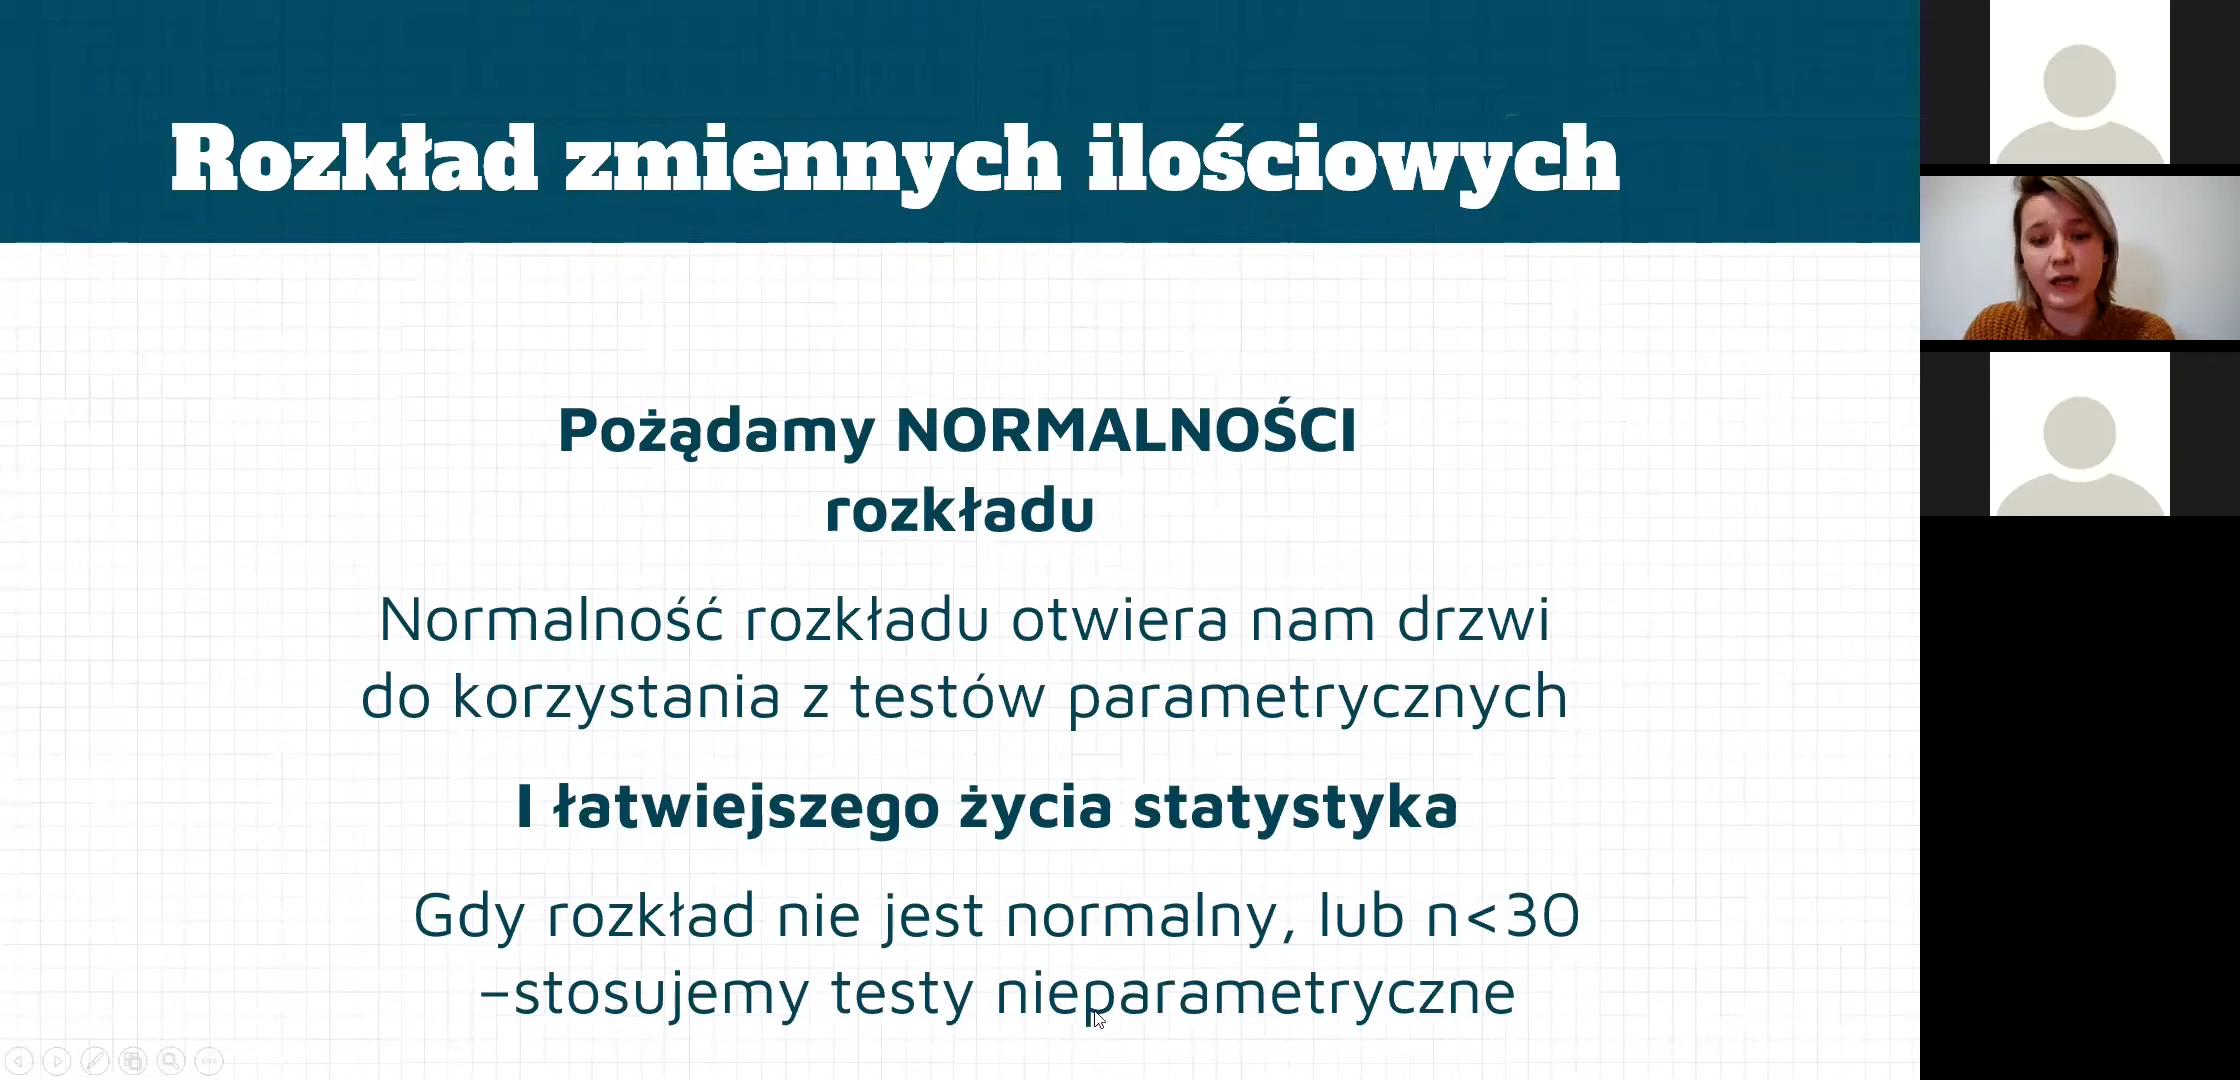 Rozkład zmiennych ilościowych
Pożądamy NORMALNOŚCI
rozkładu
Normalność rozkładu otwiera nam drzwi
do korzystania z testów parametrycznych
I łatwiejszego życia statystyka
Gdy rozkład nie jest normalny, lub n<30
–stosujemy testy nieparametryczne